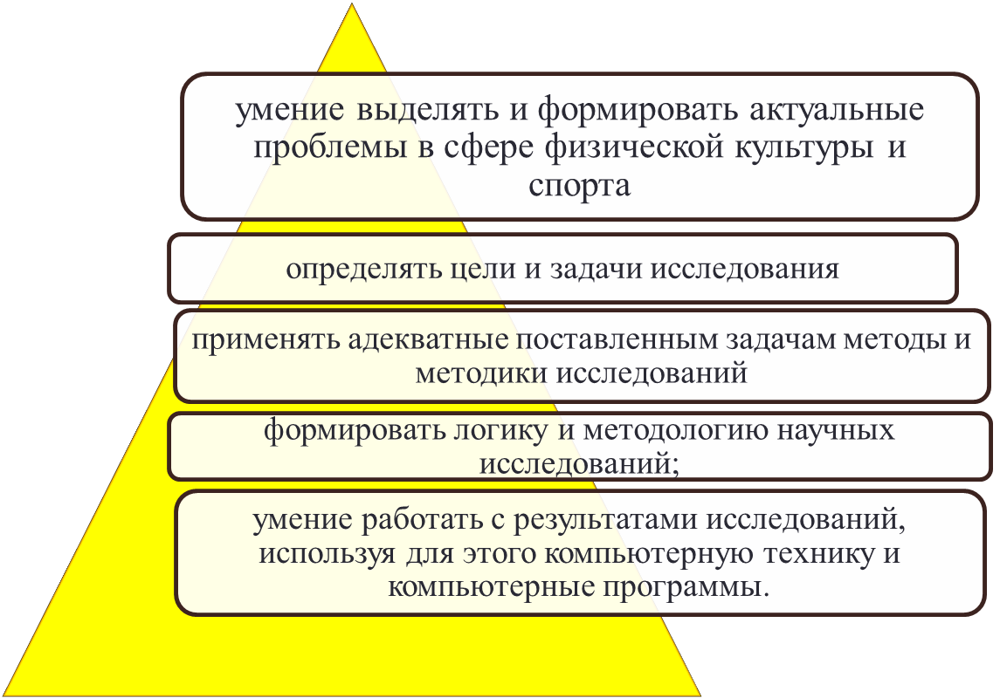 умение выделять и формировать актуальные
проблемы в сфере физической культуры и
спорта
определять цели и задачи исследования
применять адекватные поставленным задачам методы и
методики исследований
формировать логику и методологию научных
исследований;
умение работать с результатами исследований,
используя для этого компьютерную технику и
компьютерные программы.